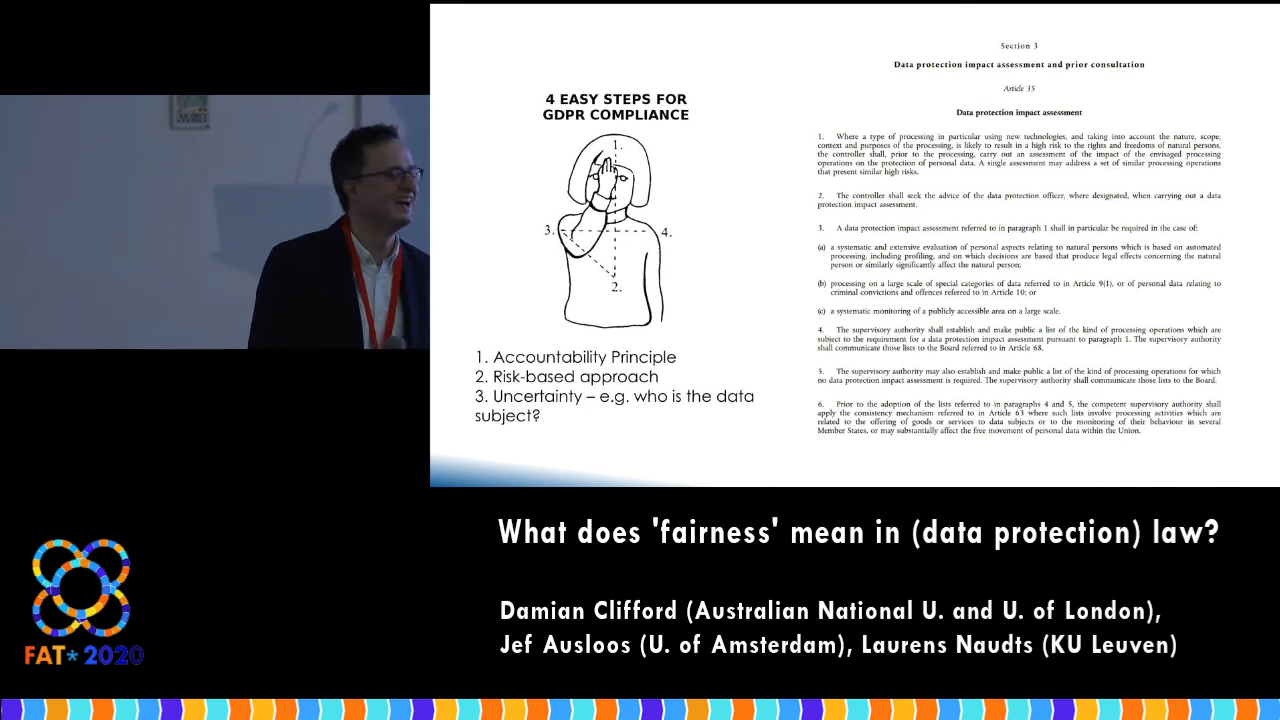 4 EASY STEPS FOR
GDPR COMPLIANCE
1.
3.
4.
2.
1. Accountability Principle
2. Risk-based approach
3. Uncertainty – e.g. who is the data
subject?
Section 3
Data protection impact assessment and prior consultation
Article 35
Data protection impact assessment
1. Where a type of processing in particular using new technologies, and taking into account the nature, scope,
context and purposes of the processing, is likely to result in a high risk to the rights and freedoms of natural persons,
the controller shall, prior to the processing, carry out an assessment of the impact of the envisaged processing
operations on the protection of personal data. A single assessment may address a set of similar processing operations
that present similar high risks.
2. The controller shall seek the advice of the data protection officer, where designated, when carrying out a data
protection impact assessment.
3. A data protection impact assessment referred to in paragraph 1 shall in particular be required in the case of:
(a) a systematic and extensive evaluation of personal aspects relating to natural persons which is based on automated
processing, including profiling, and on which decisions are based that produce legal effects concerning the natural
person or similarly significantly affect the natural person;
(b) processing on a large scale of special categories of data referred to in Article 9(1), or of personal data relating to
criminal convictions and offences referred to in Article 10; or
(c) a systematic monitoring of a publicly accessible area on a large scale.
4. The supervisory authority shall establish and make public a list of the kind of processing operations which are
subject to the requirement for a data protection impact assessment pursuant to paragraph 1. The supervisory authority
shall communicate those lists to the Board referred to in Article 68.
5. The supervisory authority may also establish and make public a list of the kind of processing operations for which
no data protection impact assessment is required. The supervisory authority shall communicate those lists to the Board.
6. Prior to the adoption of the lists referred to in paragraphs 4 and 5, the competent supervisory authority shall
apply the consistency mechanism referred to in Article 63 where such lists involve processing activities which are
related to the offering of goods or services to data subjects or to the monitoring of their behaviour in several
Member States, or may substantially affect the free movement of personal data within the Union.
What does 'fairness' mean in (data protection) law?
Damian Clifford (Australian National U. and U. of London),
Jef Ausloos (U. of Amsterdam), Laurens Naudts (KU Leuven)
FAT* 2020